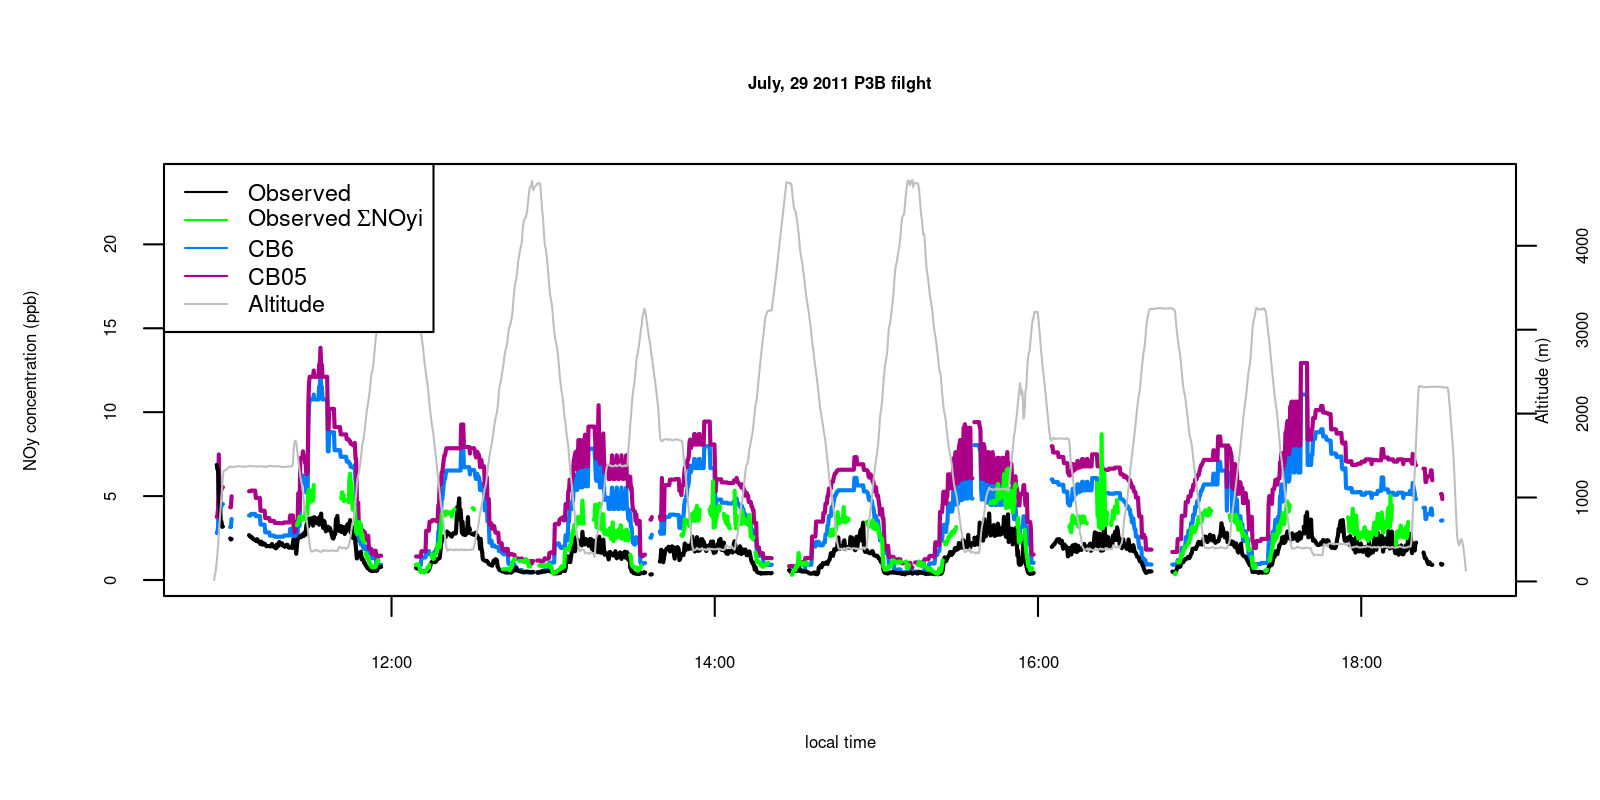 July, 29 2011 P3B filght
Observed
Observed ΣNOyi
CB6
CB05
Altitude
NOy concentration (ppb)
0
5
10
15
20
Altitude (m)
0
1000
2000
3000
4000
12:00
14:00
16:00
18:00
local time